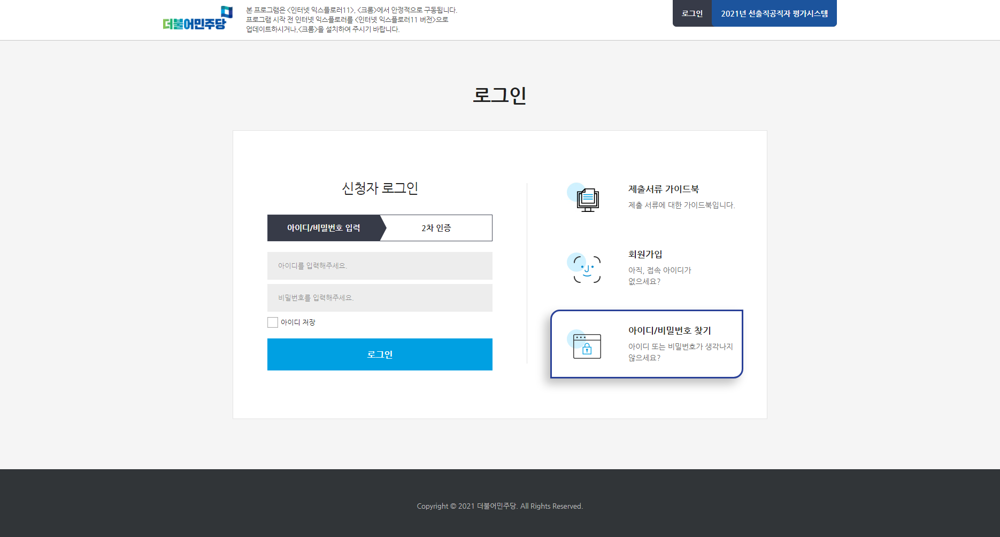 더불어민주당
본 프로그램은 <인터넷 익스플로러11>, <크롬>에서 안정적으로 구동됩니다.
프로그램 시작 전 인터넷 익스플로러를 <인터넷 익스플로러11 버전>으로
업데이트하시거나,<크롬>을 설치하여 주시기 바랍니다.
로그인
2021년 선출직공직자 평가시스템
로그인
신청자 로그인
아이디/비밀번호 입력
2차 인증
아이디를 입력해주세요.
비밀번호를 입력해주세요.
아이디 저장
로그인
제출서류 가이드북
제출 서류에 대한 가이드북입니다.
회원가입
아직, 접속 아이디가
없으세요?
아이디/비밀번호 찾기
아이디 또는 비밀번호가 생각나지
않으세요?
Copyright © 2021 더불어민주당. All Rights Reserved.